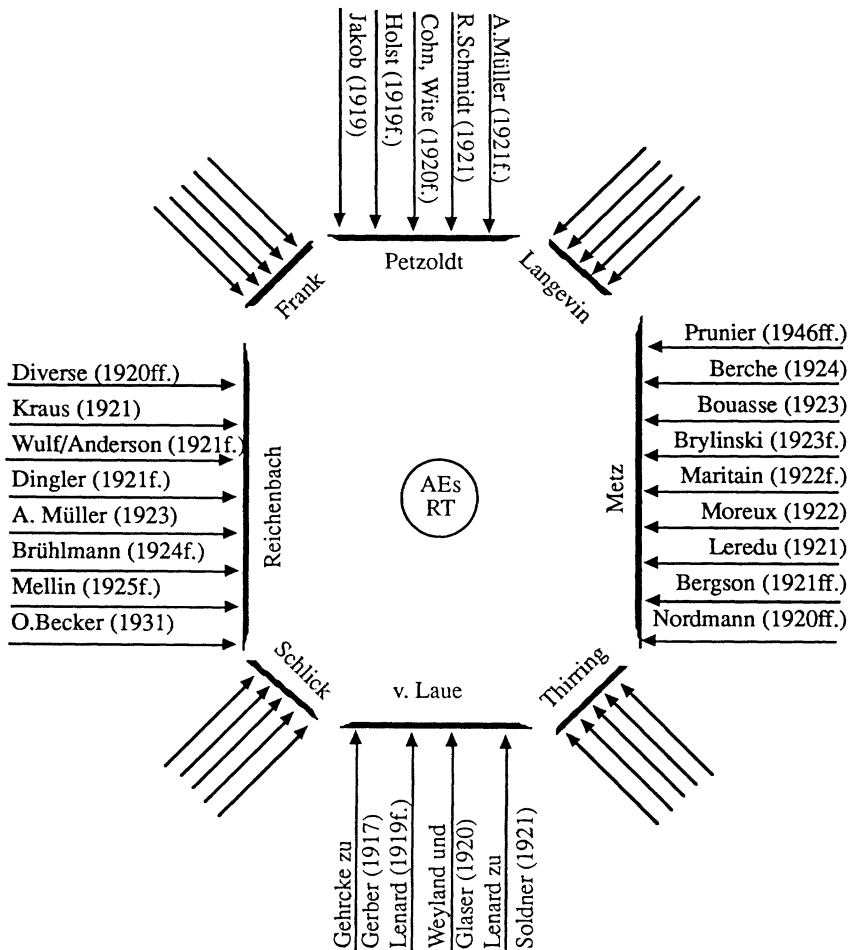 Jakob (1919)
Holst (1919f.)
Cohn, Wite (1920f.)
R.Schmidt (1921)
A.Müller (1921f.)
Petzoldt
Frank
Langevin
Diverse (1920ff.)
Kraus (1921)
Wulf/Anderson (1921f.)
Dingler (1921f.)
A. Müller (1923)
Brühlmann (1924f.)
Mellin (1925f.)
O.Becker (1931)
Reichenbach
AEs
RT
Metz
Prunier (1946ff.)
Berche (1924)
Bouasse (1923)
Brylinski (1923f.)
Maritain (1922f.)
Moreux (1922)
Leredu (1921)
Bergson (1921ff.)
Nordmann (1920ff.)
Schlick
v. Laue
Thirring
Gehrcke zu
Gerber (1917)
Lenard (1919f.)
Weyland und
Glaser (1920)
Lenard zu
Soldner (1921)